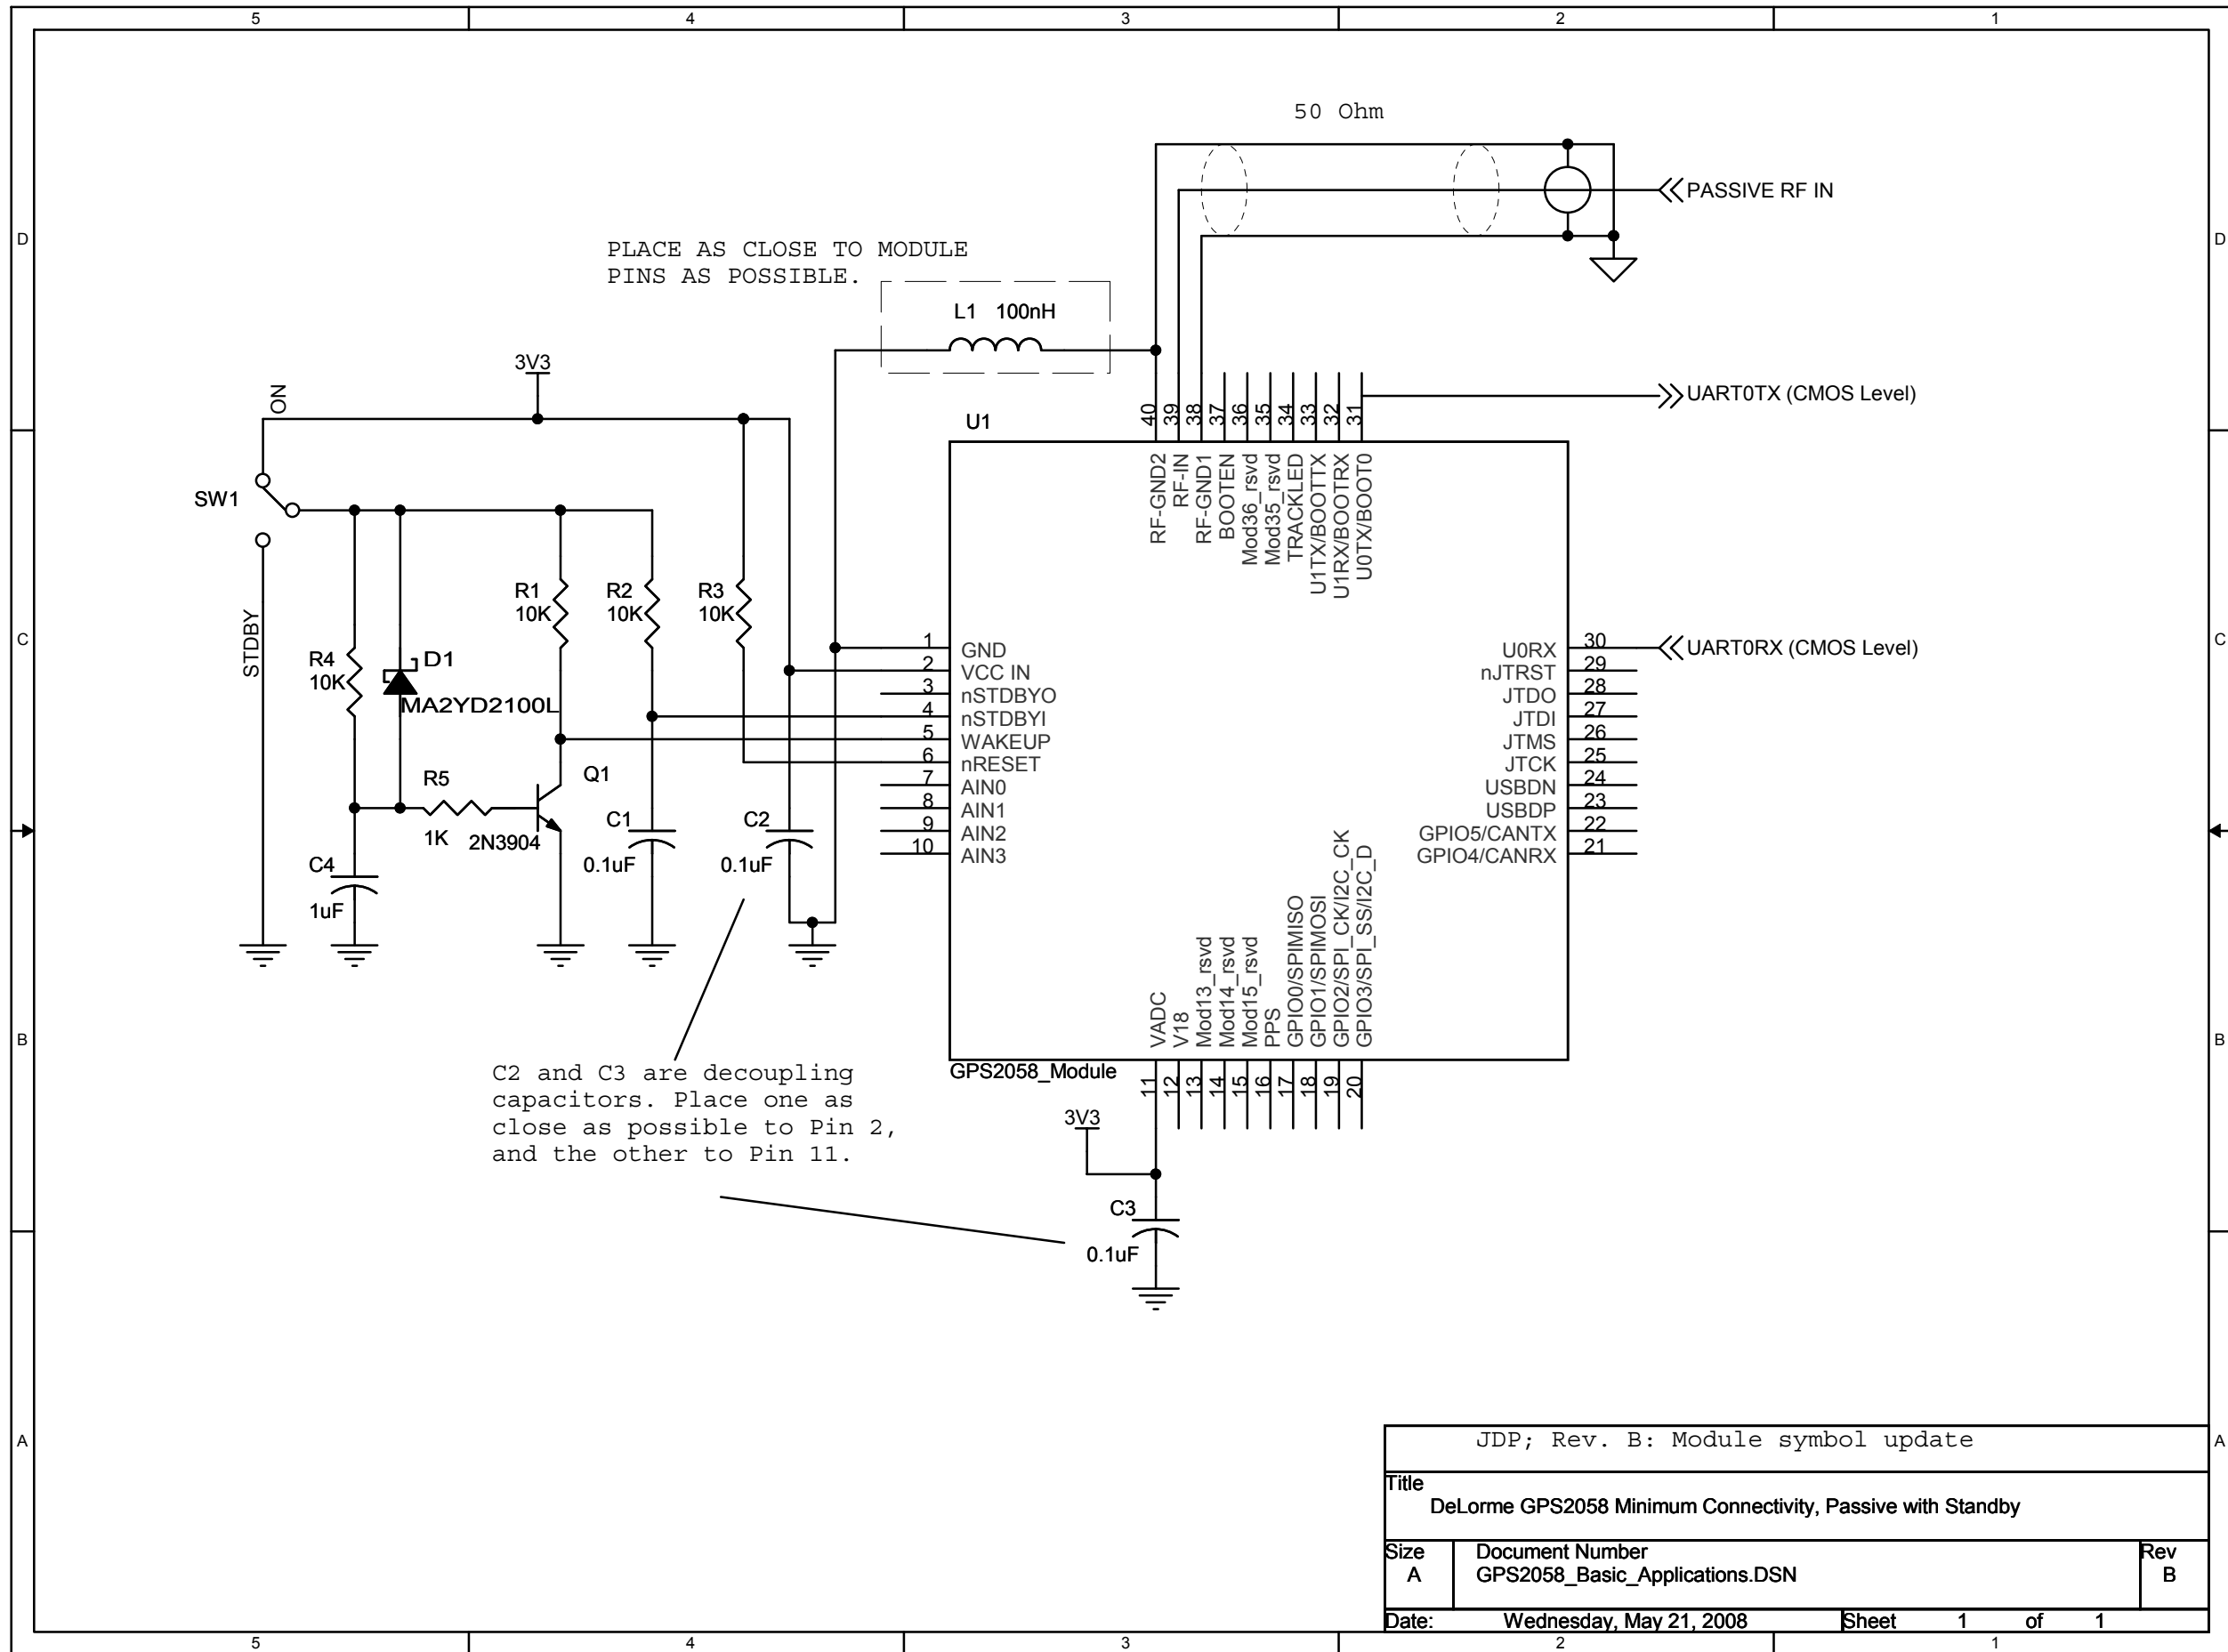 5 4 3 2 1
50 Ohm
PASSIVE RF IN
D D
PLACE AS CLOSE TO MODULE
PINS AS POSSIBLE.
L1 100nH
3V3
ON
UART0TX (CMOS Level)
40
39
38
37
36
35
34
33
32
31
U1
RF-GND2
RF-IN
RF-GND1
BOOTEN
Mod36_rsvd
Mod35_rsvd
TRACKLED
U1TX/BOOTTX
U1RX/BOOTRX
U0TX/BOOT0
SW1
STDBY
R1
10K
R2
10K
R3
10K
C C
R4
10K
D1
MA2YD2100L
1 GND
2 VCC IN
3 nSTDBYO
4 nSTDBYI
5 WAKEUP
6 nRESET
7 AIN0
8 AIN1
9 AIN2
10 AIN3
U0RX 30
UART0RX (CMOS Level)
nJTRST 29
JTDO 28
JTDI 27
JTMS 26
JTCK 25
USBDN 24
USBDP 23
GPIO5/CANTX 22
GPIO4/CANRX 21
R5
1K
Q1
2N3904
C1
0.1uF
C2
0.1uF
C4
1uF
VADC
V18
Mod13_rsvd
Mod14_rsvd
Mod15_rsvd
PPS
GPIO0/SPIMISO
GPIO1/SPIMOSI
GPIO2/SPI_CK/I2C_CK
GPIO3/SPI_SS/I2C_D
B B
GPS2058_Module
11
12
13
14
15
16
17
18
19
20
C2 and C3 are decoupling
capacitors. Place one as
close as possible to Pin 2,
and the other to Pin 11.
3V3
C3
0.1uF
A A
JDP; Rev. B: Module symbol update
Title
DeLorme GPS2058 Minimum Connectivity, Passive with Standby
Size
A
Document Number
GPS2058_Basic_Applications.DSN
Rev
B
Date: Wednesday, May 21, 2008 Sheet 1 of 1
5 4 3 2 1